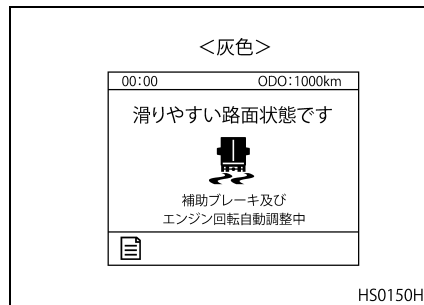 ＜灰色＞
00:00 ODO：1000km
滑りやすい路面状態です
補助ブレーキ及び
エンジン回転自動調整中
HS0150H